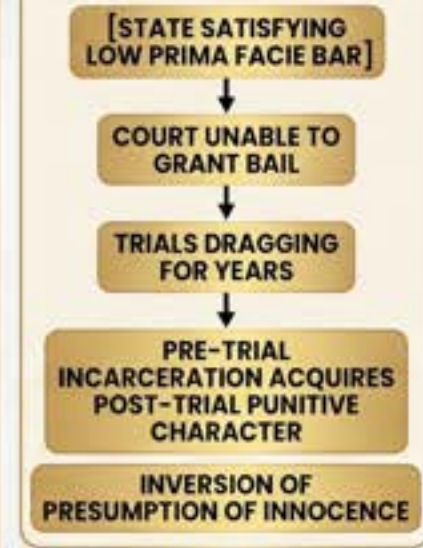 [STATE SATISFYING
LOW PRIMA FACIE BAR]
COURT UNABLE TO
GRANT BAIL
TRIALS DRAGGING
FOR YEARS
PRE-TRIAL
INCARCERATION ACQUIRES
POST-TRIAL PUNITIVE
CHARACTER
INVERSION OF
PRESUMPTION OF INNOCENCE